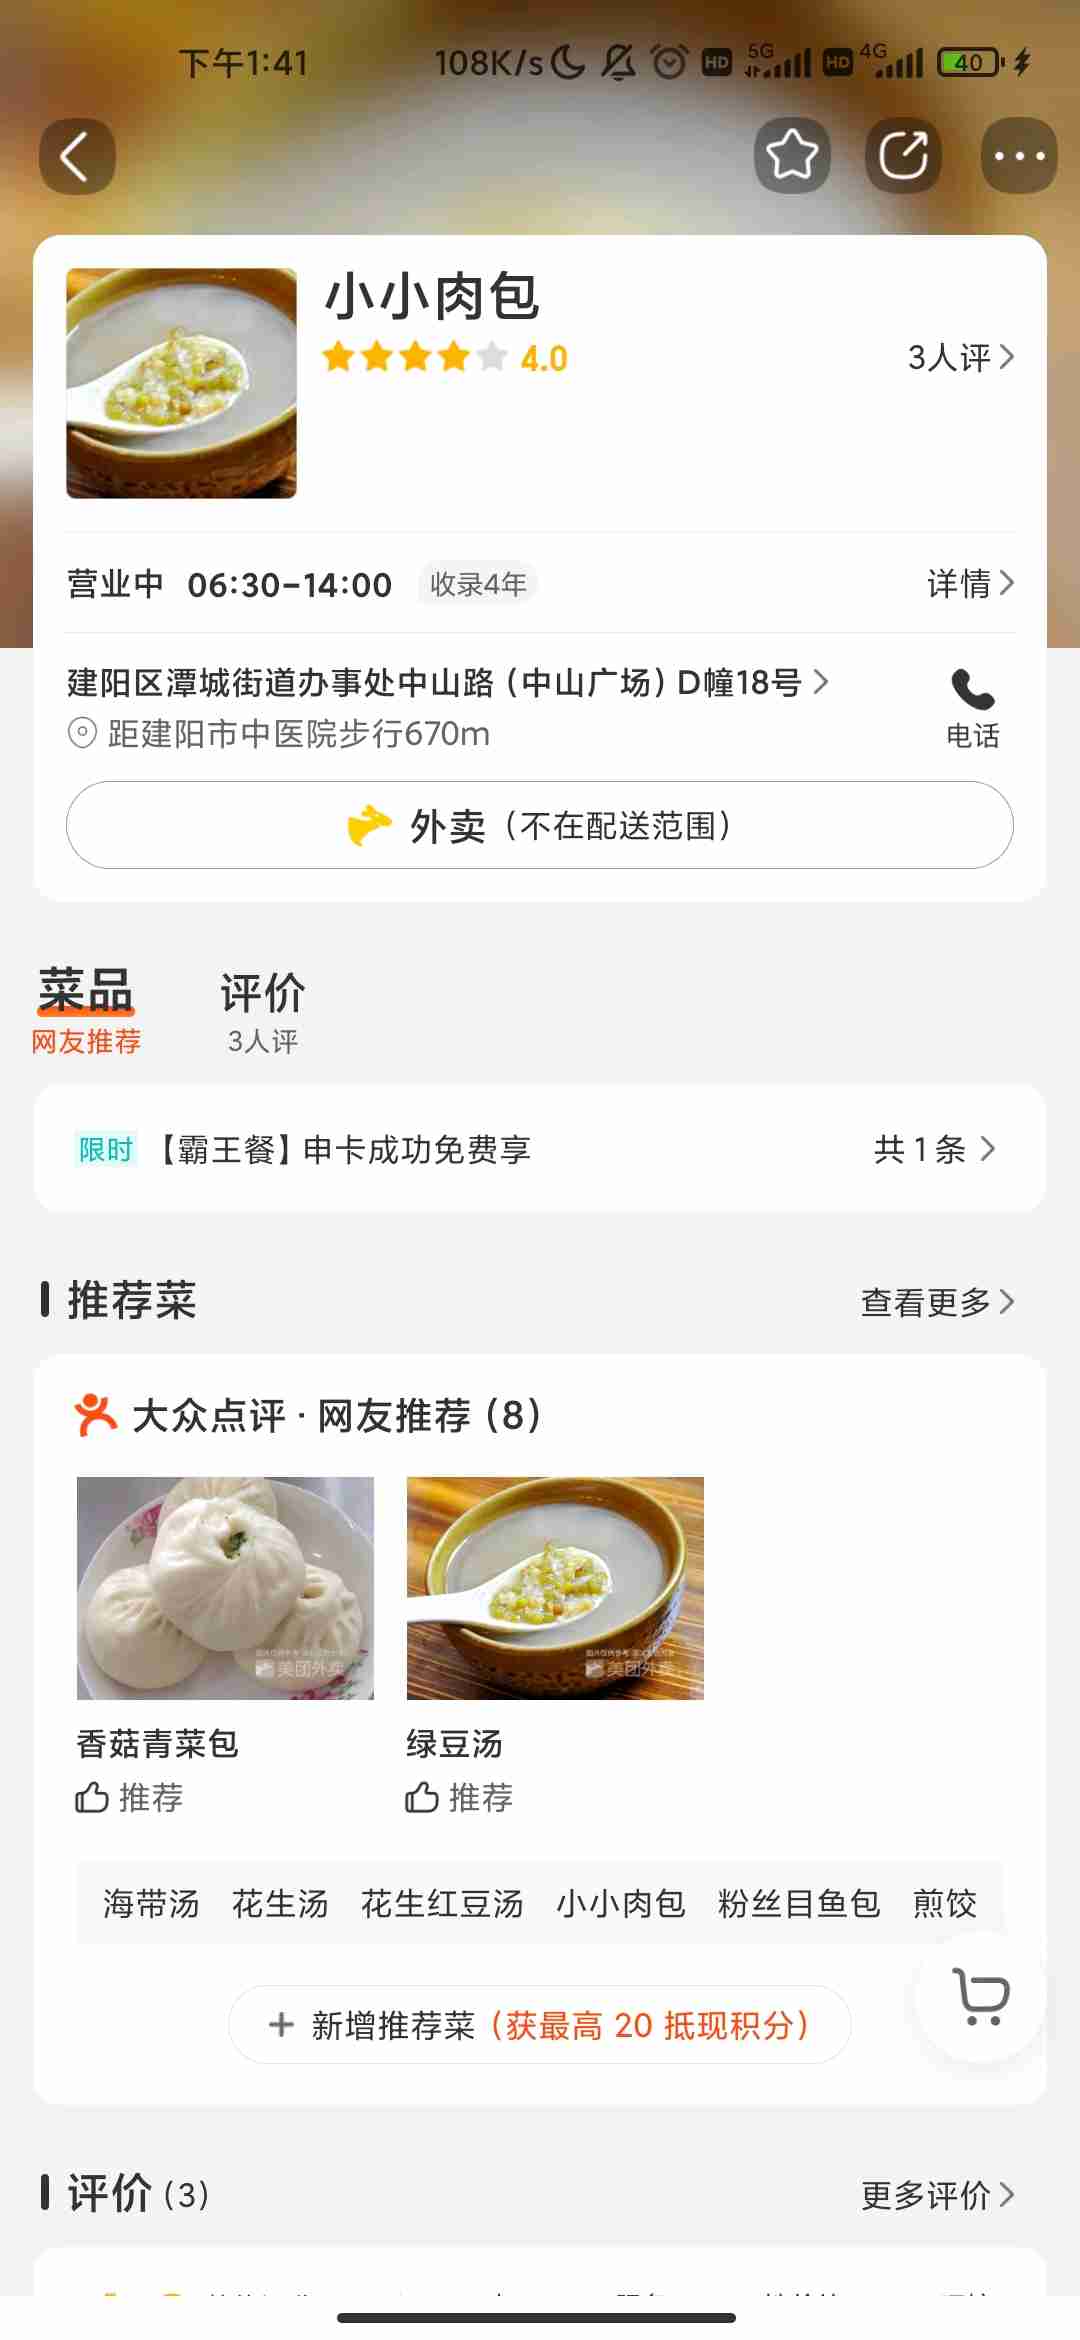 下午1:41
108K/s
HD
5G
HD
4G
40
小小肉包
4.0
3人评
营业中 06:30-14:00 收录4年 详情
建阳区潭城街道办事处中山路（中山广场）D幢18号
距建阳市中医院步行670m
电话
外卖（不在配送范围）
菜品 评价
网友推荐 3人评
限时 【霸王餐】申卡成功免费享 共1条
推荐菜 查看更多
大众点评·网友推荐 (8)
美团外卖 美团外卖
香菇青菜包 绿豆汤
推荐 推荐
海带汤 花生汤 花生红豆汤 小小肉包 粉丝目鱼包 煎饺
+ 新增推荐菜（获最高 20 抵现积分）
评价 (3) 更多评价